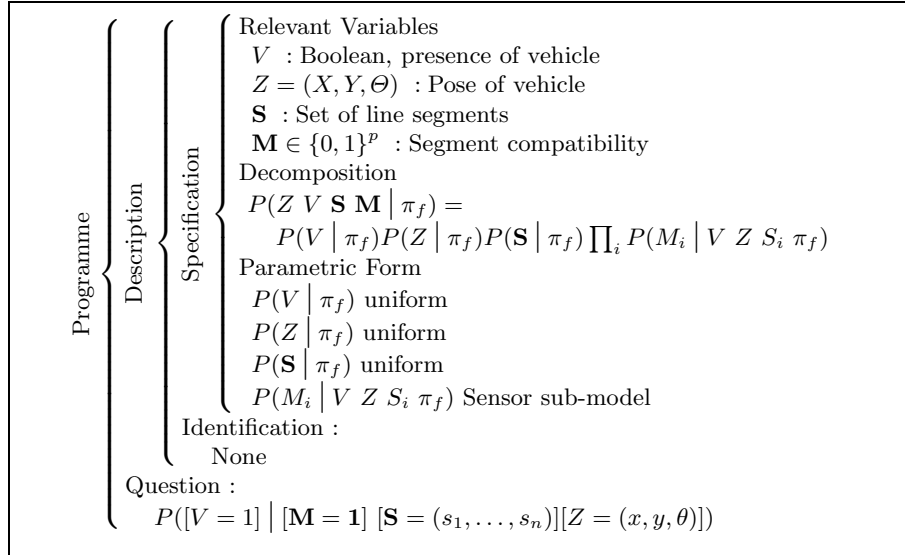 Programme
Description
Specification
Relevant Variables
V : Boolean, presence of vehicle
Z = (X, Y, Θ) : Pose of vehicle
S : Set of line segments
M ∈ {0, 1}^p : Segment compatibility
Decomposition
P(Z V S M | π_f) =
P(V | π_f)P(Z | π_f)P(S | π_f) ∏_i P(M_i | V Z S_i π_f)
Parametric Form
P(V | π_f) uniform
P(Z | π_f) uniform
P(S | π_f) uniform
P(M_i | V Z S_i π_f) Sensor sub-model
Identification :
None
Question :
P([V = 1] | [M = 1] [S = (s_1, . . . , s_n)][Z = (x, y, θ)])